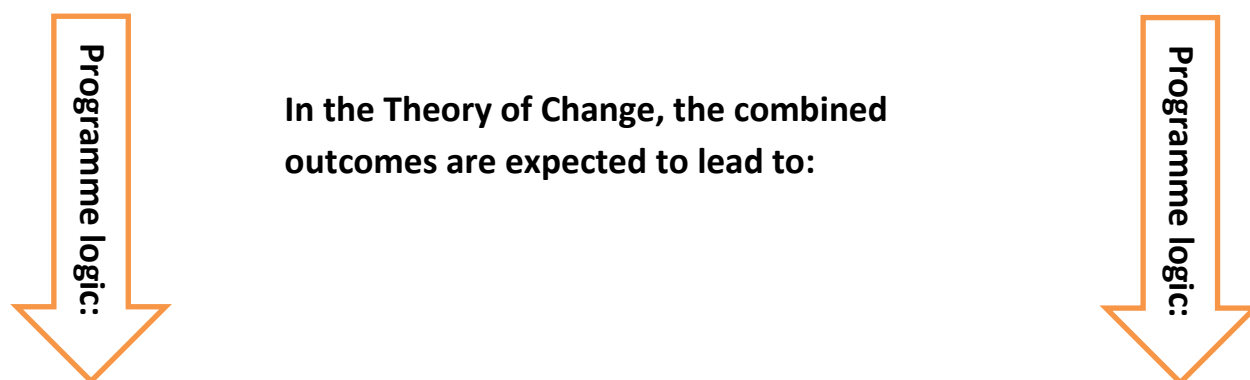 Programme logic::
In the Theory of Change, the combined
outcomes are expected to lead to:
Programme logic: